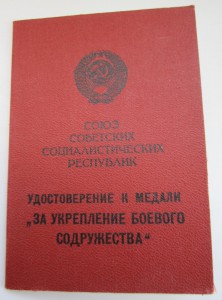 СОЮЗ
СОВЕТСКИХ
СОЦИАЛИСТИЧЕСКИХ
РЕСПУБЛИК
УДОСТОВЕРЕНИЕ К МЕДАЛИ
„ЗА УКРЕПЛЕНИЕ БОЕВОГО
СОДРУЖЕСТВА“